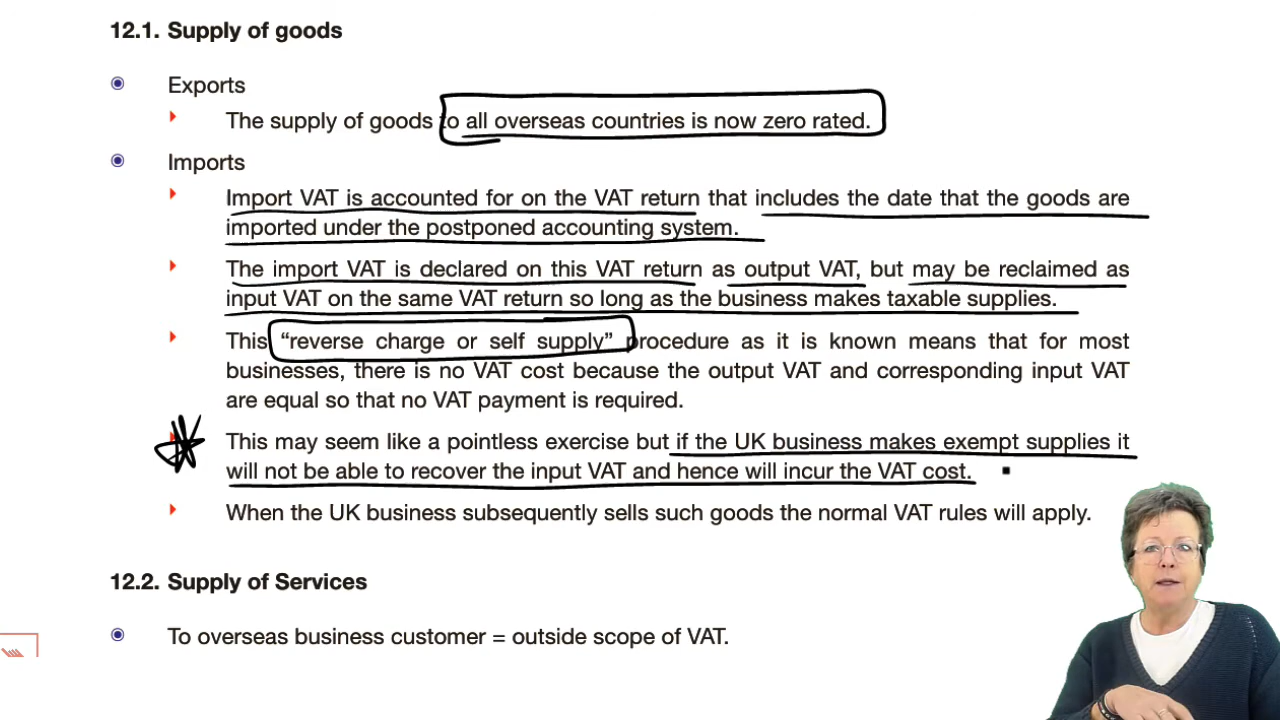 12.1. Supply of goods
Exports
The supply of goods to all overseas countries is now zero rated.
Imports
Import VAT is accounted for on the VAT return that includes the date that the goods are
imported under the postponed accounting system.
The import VAT is declared on this VAT return as output VAT, but may be reclaimed as
input VAT on the same VAT return so long as the business makes taxable supplies.
This “reverse charge or self supply” procedure as it is known means that for most
businesses, there is no VAT cost because the output VAT and corresponding input VAT
are equal so that no VAT payment is required.
This may seem like a pointless exercise but if the UK business makes exempt supplies it
will not be able to recover the input VAT and hence will incur the VAT cost.
When the UK business subsequently sells such goods the normal VAT rules will apply.
12.2. Supply of Services
To overseas business customer = outside scope of VAT.